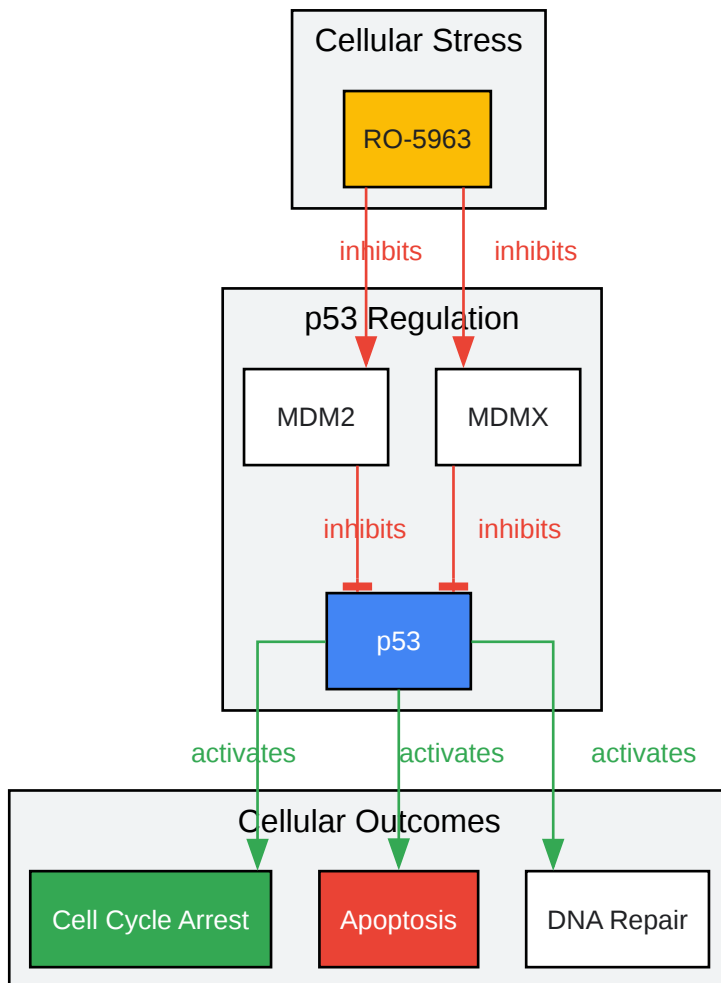 Cellular Stress
RO-5963
inhibits inhibits
p53 Regulation
MDM2 MDMX
inhibits inhibits
p53
activates activates activates
Cellular Outcomes
Cell Cycle Arrest Apoptosis DNA Repair